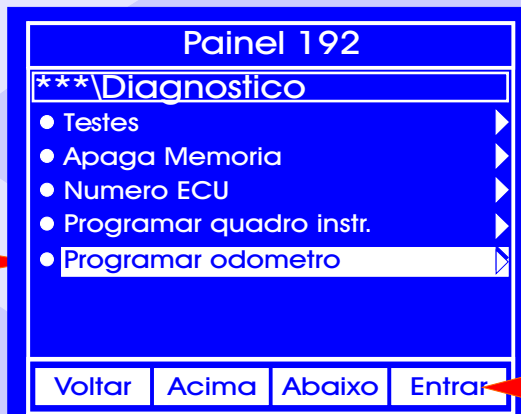 Painel 192
***\Diagnostico
Testes
Apaga Memoria
Numero ECU
Programar quadro instr.
Programar odometro
Voltar Acima Abaixo Entrar